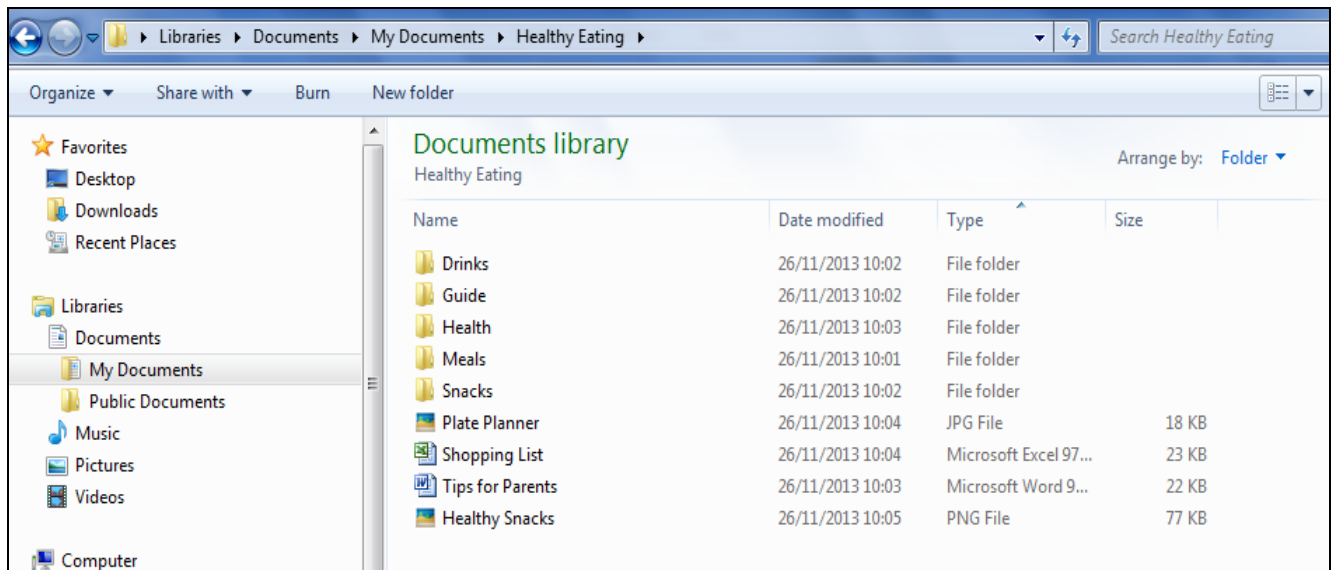 Libraries Documents My Documents Healthy Eating Search Healthy Eating
Organize Share with Burn New folder
Favorites
Desktop
Downloads
Recent Places
Libraries
Documents
My Documents
Public Documents
Music
Pictures
Videos
Computer
Documents library
Healthy Eating
Arrange by: Folder
Name Date modified Type Size
Drinks 26/11/2013 10:02 File folder
Guide 26/11/2013 10:02 File folder
Health 26/11/2013 10:03 File folder
Meals 26/11/2013 10:01 File folder
Snacks 26/11/2013 10:02 File folder
Plate Planner 26/11/2013 10:04 JPG File 18 KB
Shopping List 26/11/2013 10:04 Microsoft Excel 97... 23 KB
Tips for Parents 26/11/2013 10:03 Microsoft Word 9... 22 KB
Healthy Snacks 26/11/2013 10:05 PNG File 77 KB